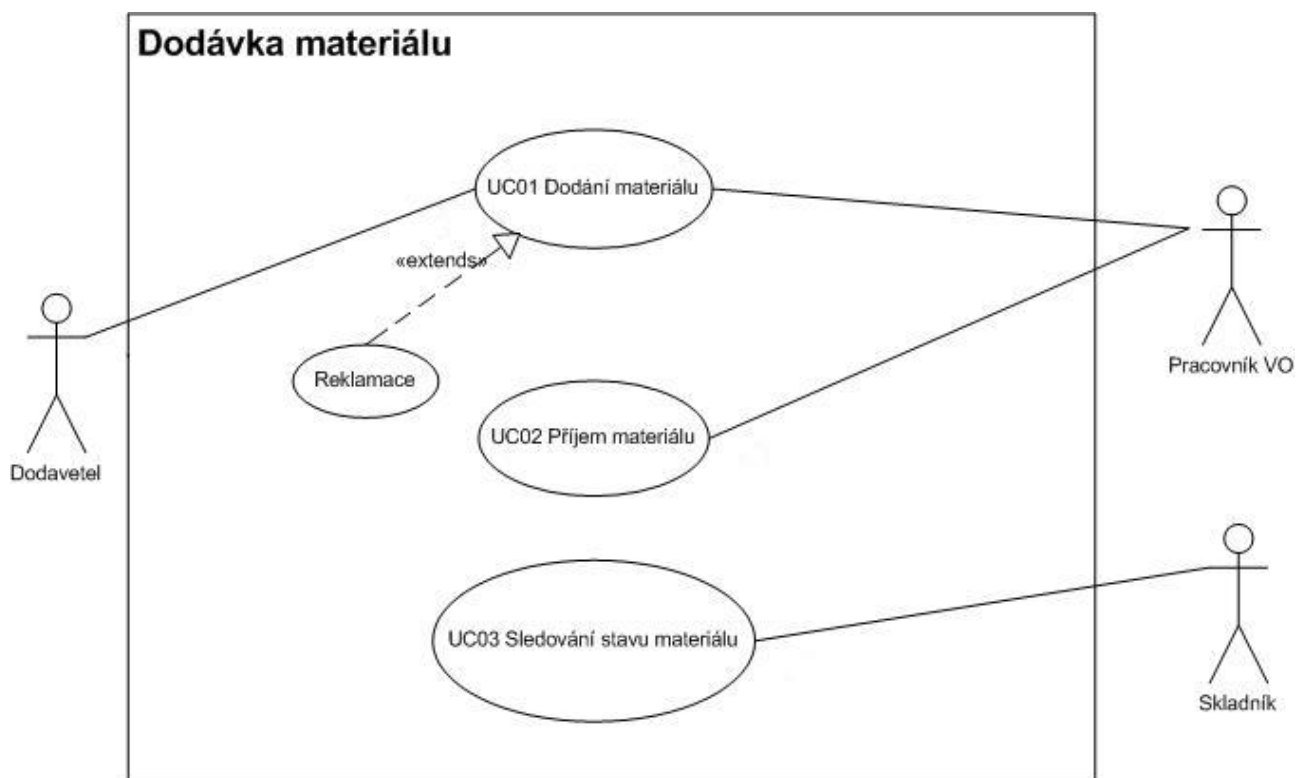 Dodávka materiálu
UC01 Dodání materiálu
«extends»
Reklamace
UC02 Příjem materiálu
UC03 Sledování stavu materiálu
Dodavetel
Pracovník VO
Skladník